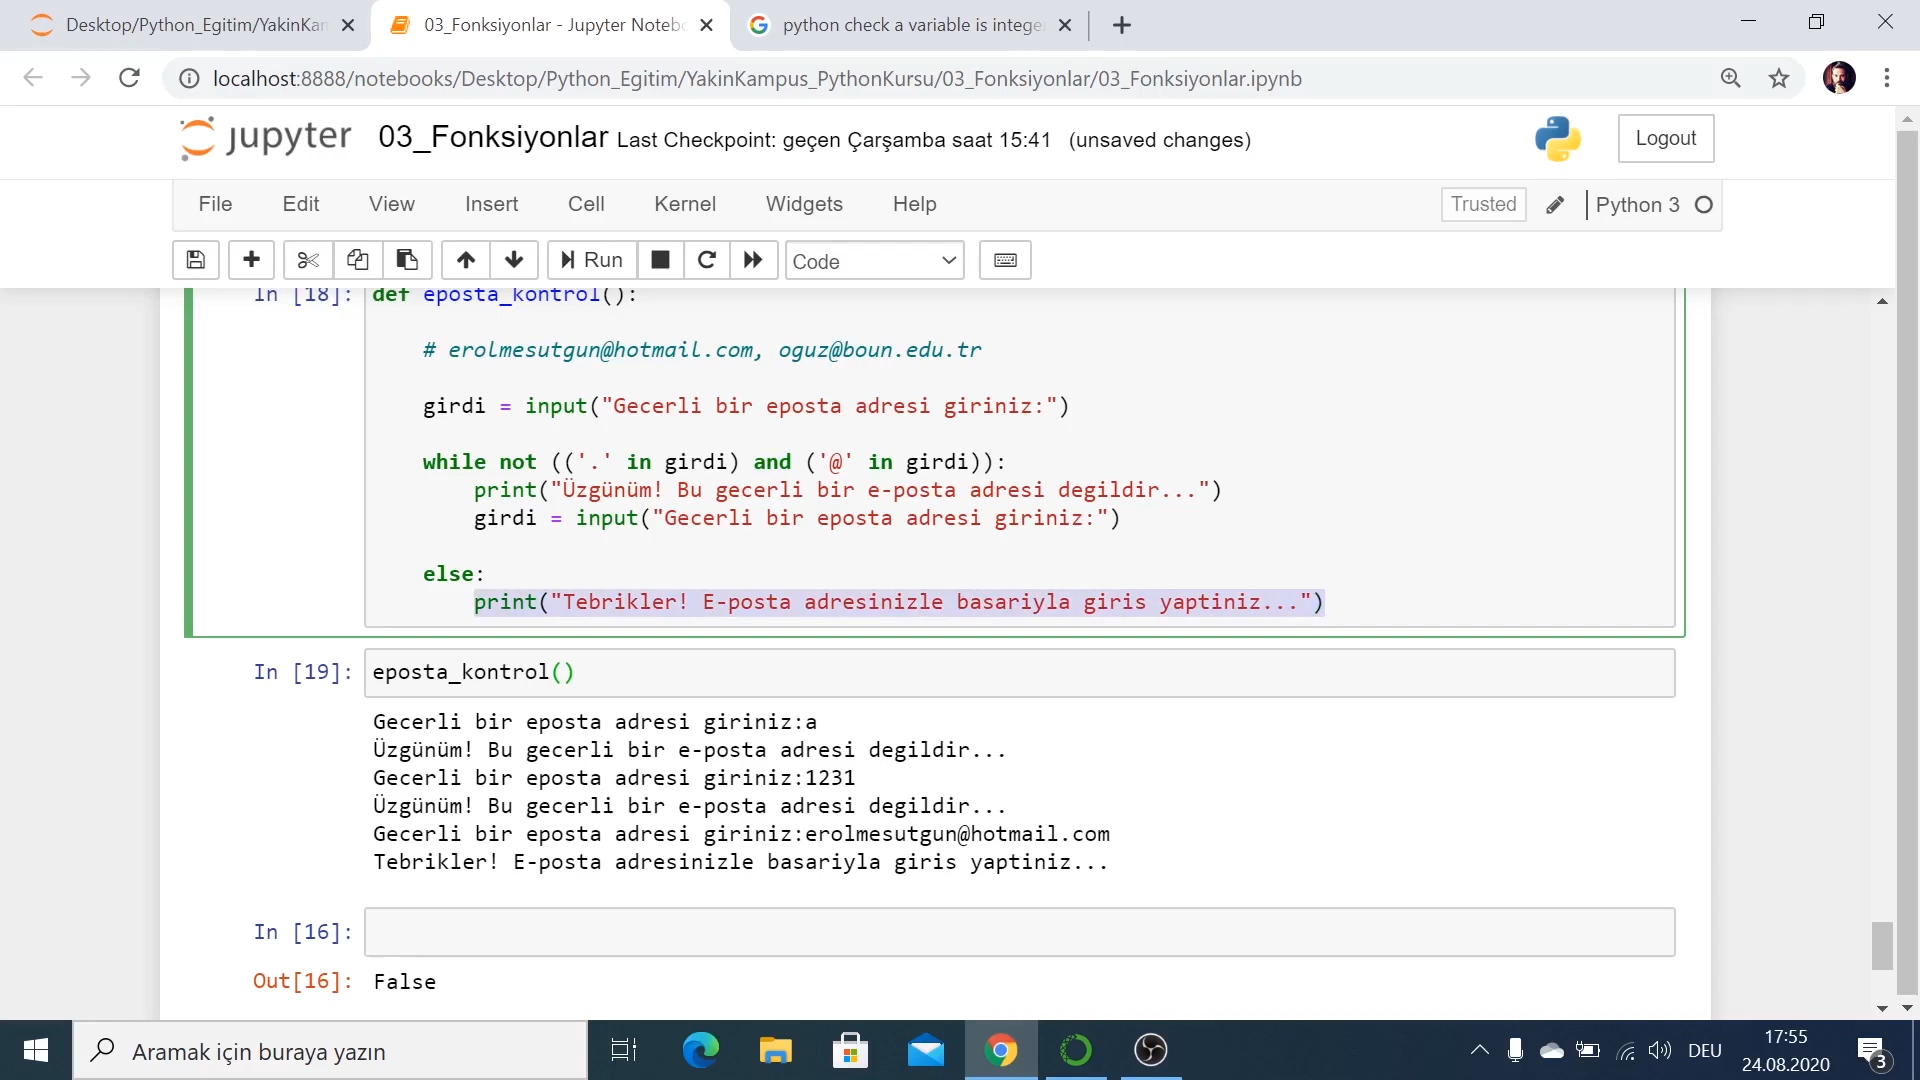 Desktop/Python_Egitim/YakinKan
03_Fonksiyonlar - Jupyter Notebo
python check a variable is intege
localhost:8888/notebooks/Desktop/Python_Egitim/YakinKampus_PythonKursu/03_Fonksiyonlar/03_Fonksiyonlar.ipynb
jupyter 03_Fonksiyonlar Last Checkpoint: geçen Çarşamba saat 15:41 (unsaved changes)
Logout
File Edit View Insert Cell Kernel Widgets Help
Trusted
Python 3
Run
Code
In [18]: def eposta_kontrol():
# erolmesutgun@hotmail.com, oguz@boun.edu.tr
girdi = input("Gecerli bir eposta adresi giriniz:")
while not (('.' in girdi) and ('@' in girdi)):
print("Üzgünüm! Bu gecerli bir e-posta adresi degildir...")
girdi = input("Gecerli bir eposta adresi giriniz:")
else:
print("Tebrikler! E-posta adresinizle basariyla giris yaptiniz...")
In [19]: eposta_kontrol()
Gecerli bir eposta adresi giriniz:a
Üzgünüm! Bu gecerli bir e-posta adresi degildir...
Gecerli bir eposta adresi giriniz:1231
Üzgünüm! Bu gecerli bir e-posta adresi degildir...
Gecerli bir eposta adresi giriniz:erolmesutgun@hotmail.com
Tebrikler! E-posta adresinizle basariyla giris yaptiniz...
In [16]:
Out[16]: False
Aramak için buraya yazın
DEU
17:55
24.08.2020
3